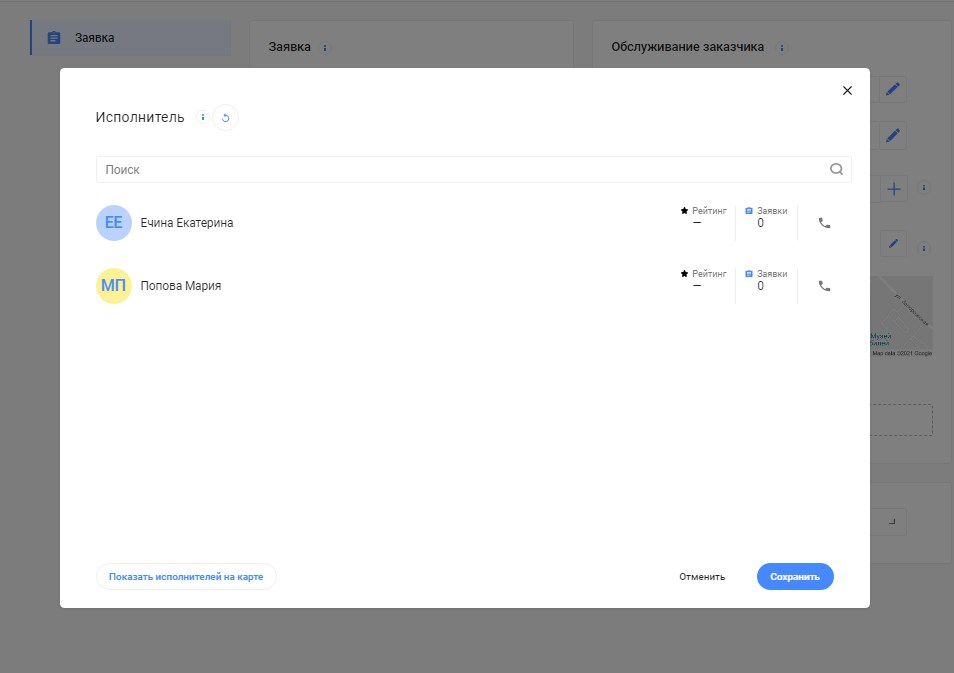 Заявка
Заявка
Обслуживание заказчика
Исполнитель
Поиск
ЕЕ
Ечина Екатерина
Рейтинг
—
Заявки
0
МП
Попова Мария
Рейтинг
—
Заявки
0
Музей
Map data ©2021 Google
Показать исполнителей на карте
Отменить
Сохранить